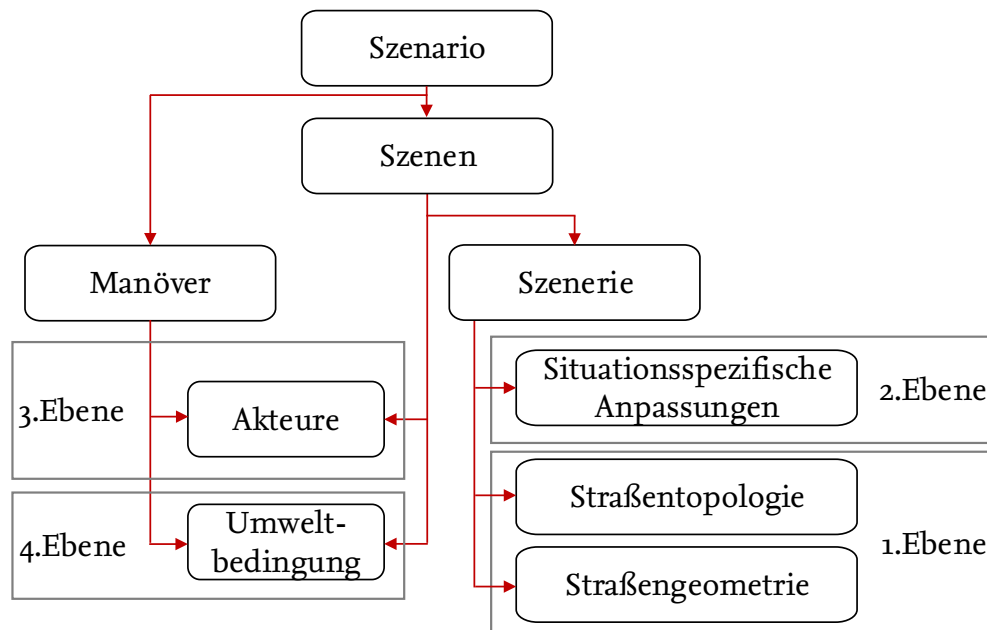 Szenario
Szenen
Manöver
Szenerie
3.Ebene
Akteure
Situationsspezifische
Anpassungen
2.Ebene
4.Ebene
Umwelt-
bedingung
Straßentopologie
Straßengeometrie
1.Ebene